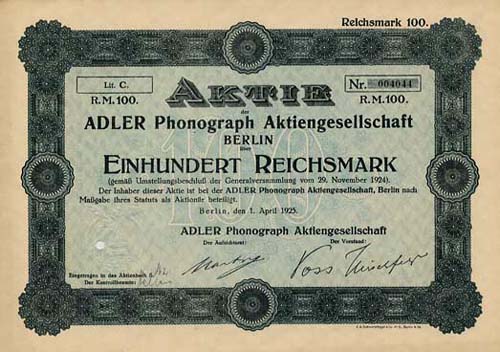 Reichsmark 100.
Lit. C.
Nr. 004044
R.M.100.
R.M.100.
AKTIE
der
ADLER Phonograph Aktiengesellschaft
BERLIN
über
EINHUNDERT REICHSMARK
(gemäß Umstellungsbeschluß der Generalversammlung vom 29. November 1924).
Der Inhaber dieser Aktie ist bei der ADLER Phonograph Aktiengesellschaft, Berlin nach
Maßgabe ihres Statuts als Aktionär beteiligt.
Berlin, den 1. April 1925.
ADLER Phonograph Aktiengesellschaft
Der Aufsichtsrat:
Der Vorstand:
Voss
Eingetragen in das Aktienbuch
Der Kontrollbeamte: